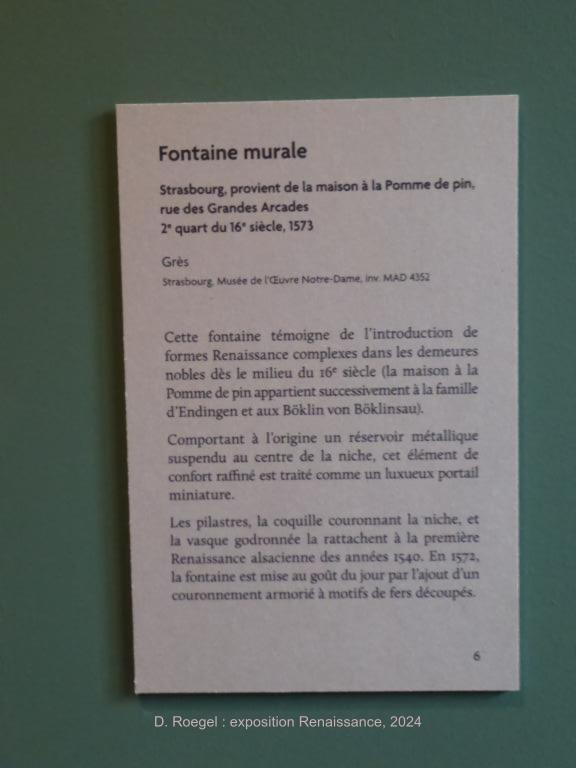 Fontaine murale
Strasbourg, provient de la maison à la Pomme de pin,
rue des Grandes Arcades
2e quart du 16e siècle, 1573
Grès
Strasbourg, Musée de l'Œuvre Notre-Dame, inv. MAD 4352
Cette fontaine témoigne de l'introduction de
formes Renaissance complexes dans les demeures
nobles dès le milieu du 16e siècle (la maison à la
Pomme de pin appartient successivement à la famille
d'Endingen et aux Böklin von Böklinsau).
Comportant à l'origine un réservoir métallique
suspendu au centre de la niche, cet élément de
confort raffiné est traité comme un luxueux portail
miniature.
Les pilastres, la coquille couronnant la niche, et
la vasque godronnée la rattachent à la première
Renaissance alsacienne des années 1540. En 1572,
la fontaine est mise au goût du jour par l'ajout d'un
couronnement armorié à motifs de fers découpés.
6
D. Roegel : exposition Renaissance, 2024